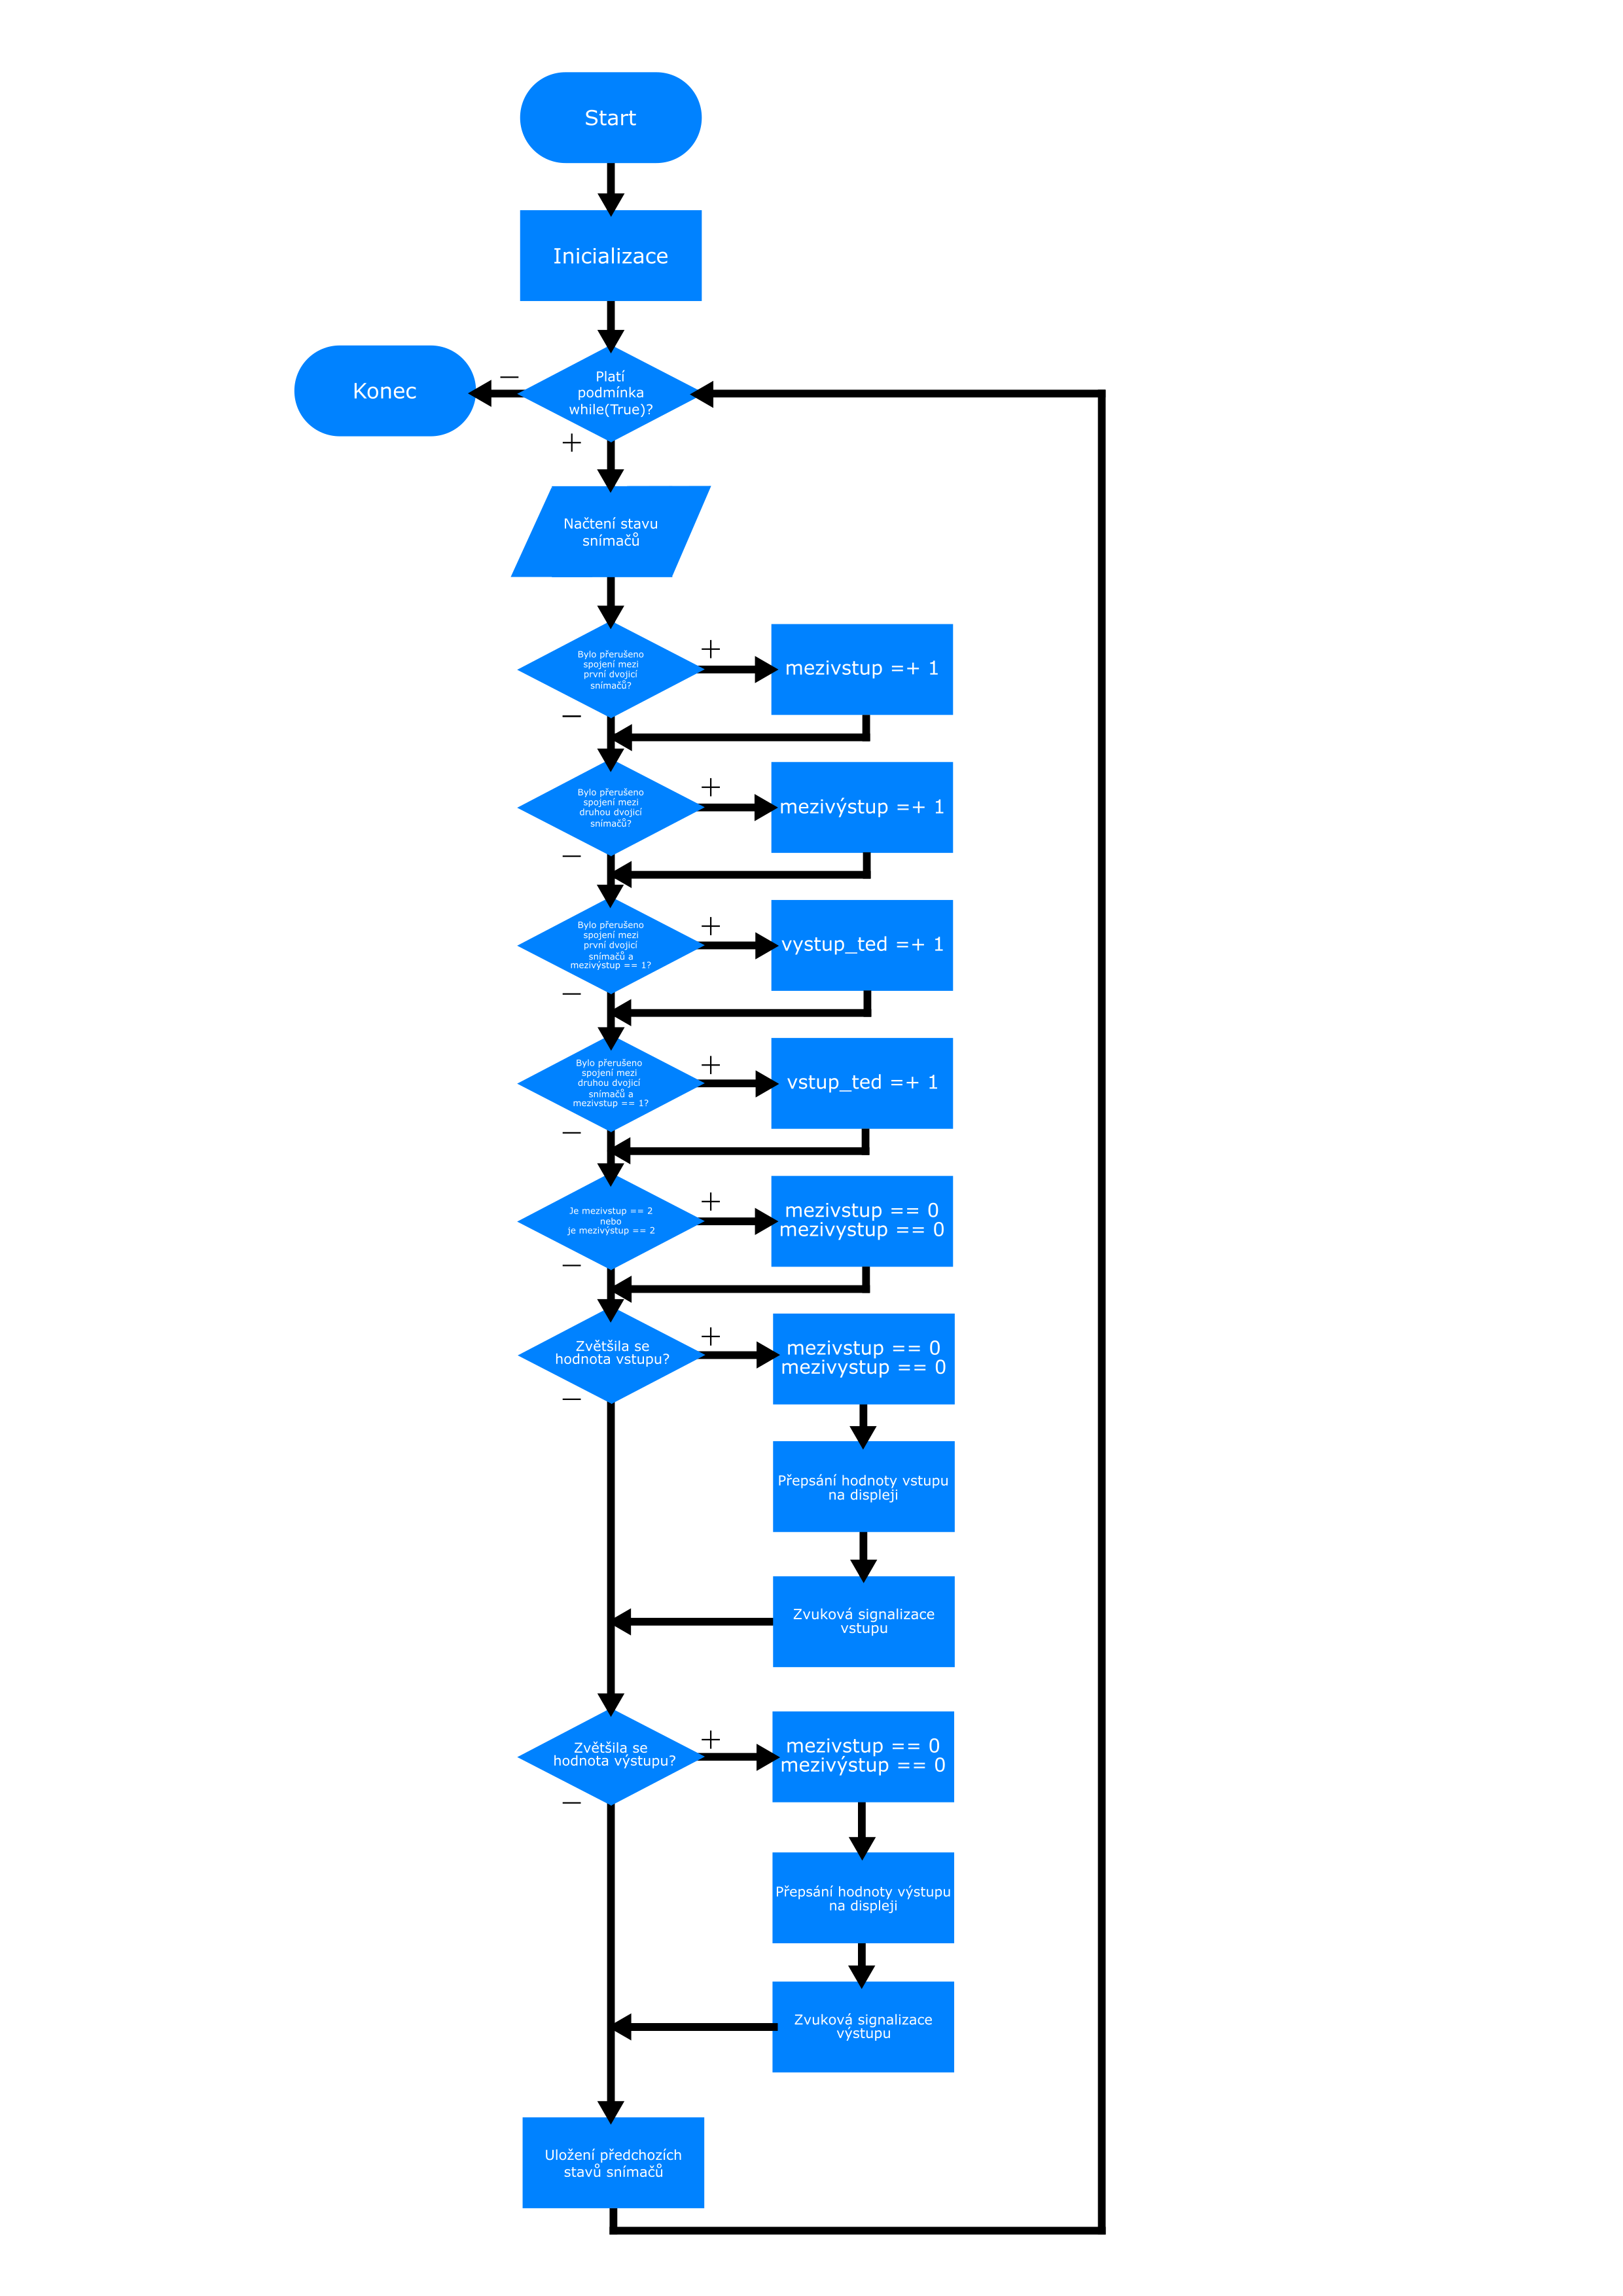 Start
Inicializace
Konec
Platí
podmínka
while(True)?
Načtení stavu
snímačů
Bylo přerušeno
spojení mezi
první dvojicí
snímačů?
mezivstup =+ 1
Bylo přerušeno
spojení mezi
druhou dvojicí
snímačů?
mezivýstup =+ 1
Bylo přerušeno
spojení mezi
první dvojicí
snímačů a
mezivýstup == 1?
vystup_ted =+ 1
Bylo přerušeno
spojení mezi
druhou dvojicí
snímačů a
mezivstup == 1?
vstup_ted =+ 1
Je mezivstup == 2
nebo
je mezivýstup == 2
mezivstup == 0
mezivystup == 0
Zvětšila se
hodnota vstupu?
mezivstup == 0
mezivystup == 0
Přepsání hodnoty vstupu
na displeji
Zvuková signalizace
vstupu
Zvětšila se
hodnota výstupu?
mezivstup == 0
mezivýstup == 0
Přepsání hodnoty výstupu
na displeji
Zvuková signalizace
výstupu
Uložení předchozích
stavů snímačů